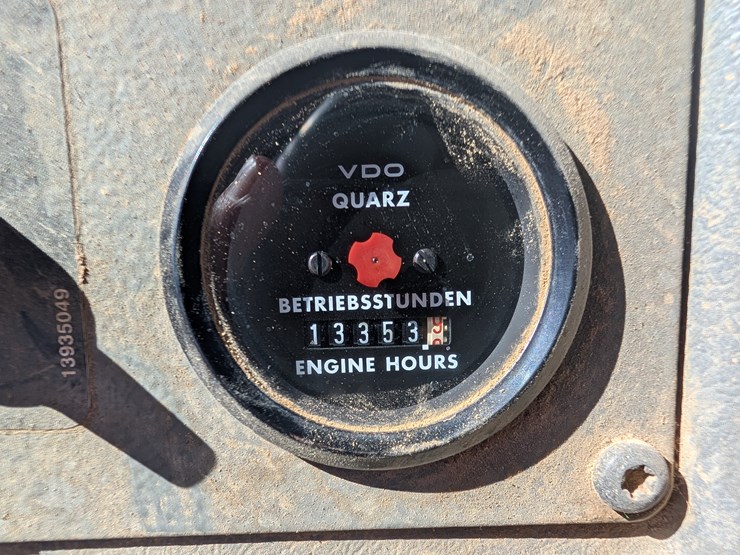 VDO
QUARZ
BETRIEBSSTUNDEN
13353
ENGINE HOURS
13935049